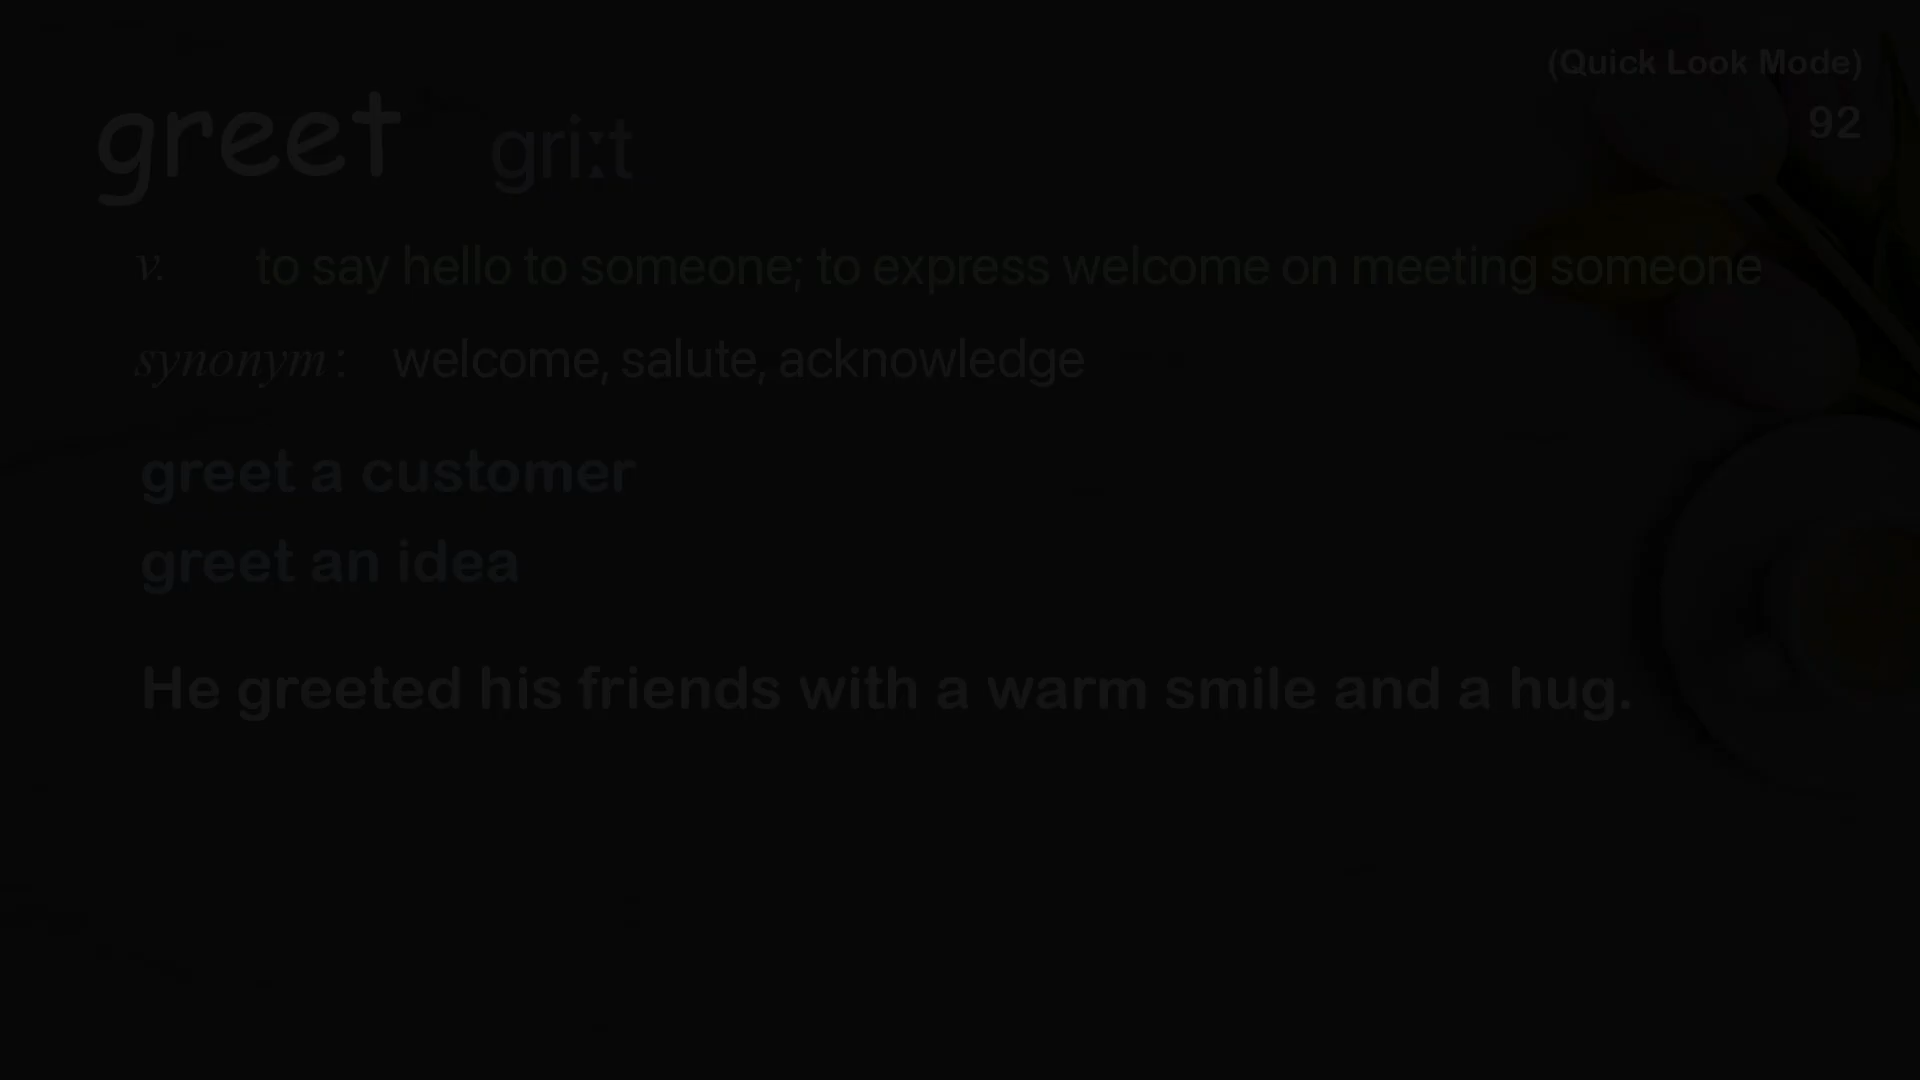 (Quick Look Mode)
92
greet griːt
v. to say hello to someone; to express welcome on meeting someone
synonym : welcome, salute, acknowledge
greet a customer
greet an idea
He greeted his friends with a warm smile and a hug.